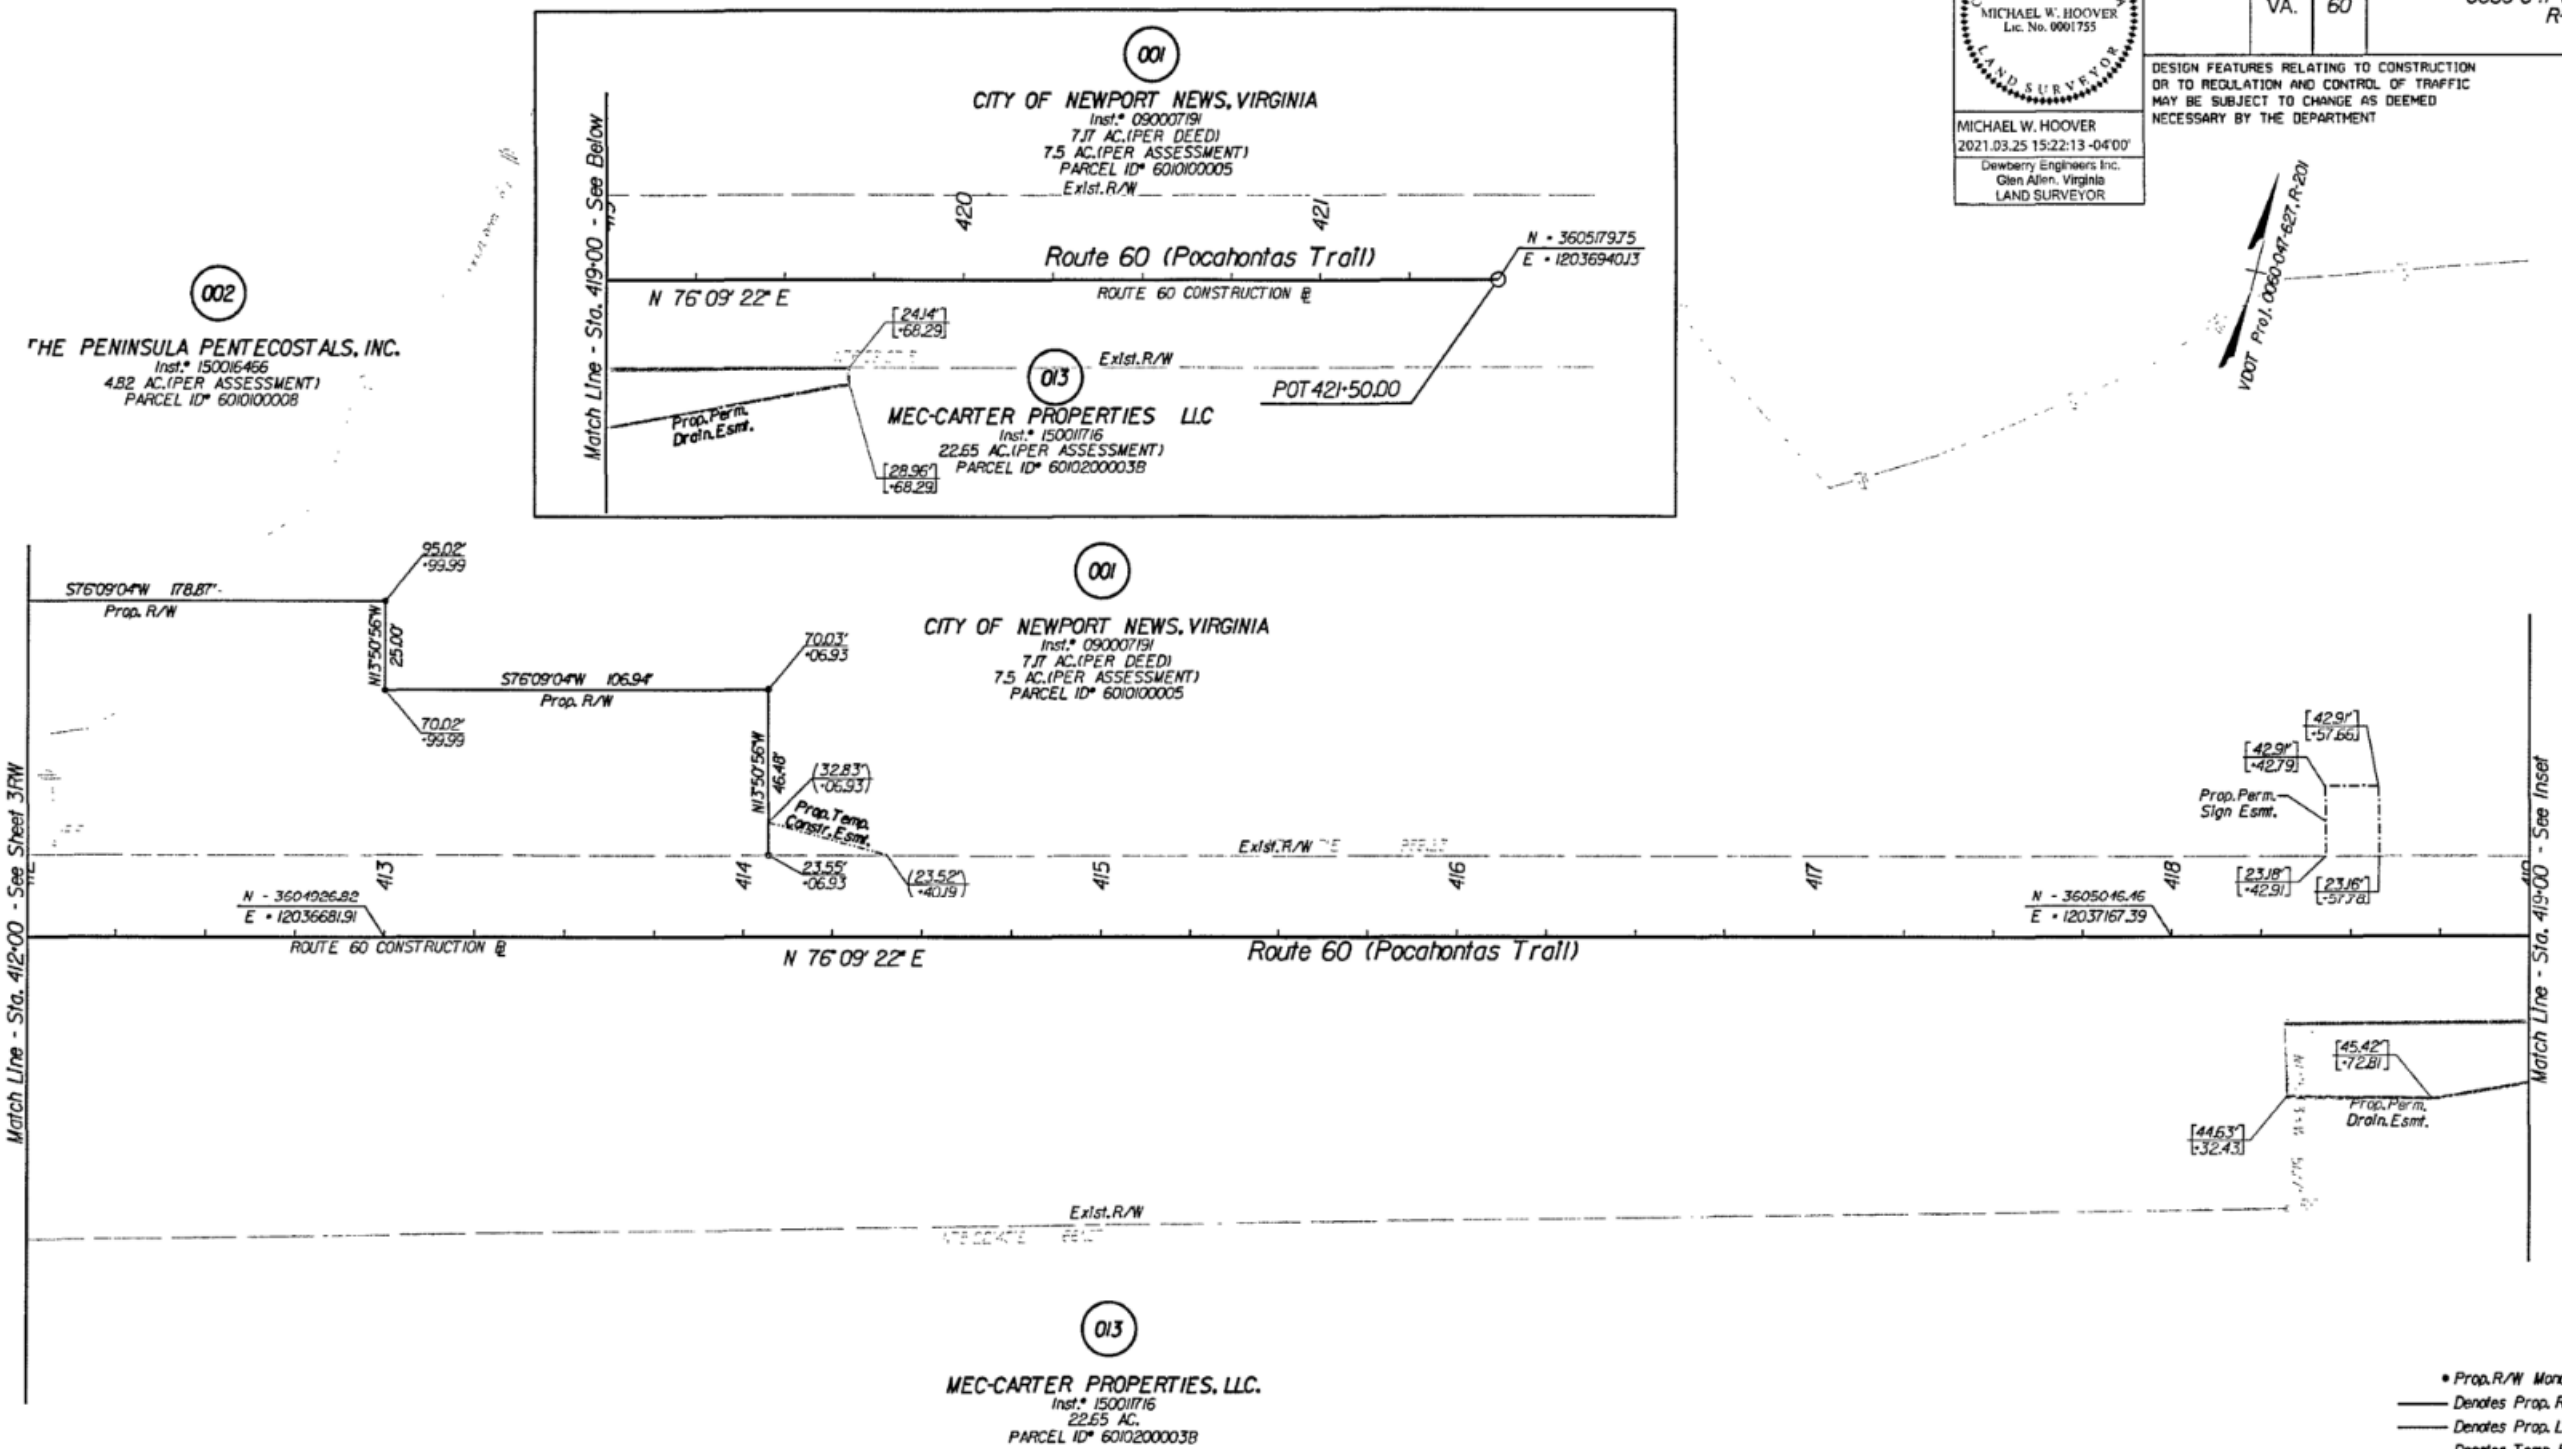 MICHAEL W. HOOVER
Lic. No. 0001755
LAND SURVEYOR
VA. 60
DESIGN FEATURES RELATING TO CONSTRUCTION
OR TO REGULATION AND CONTROL OF TRAFFIC
MAY BE SUBJECT TO CHANGE AS DEEMED
NECESSARY BY THE DEPARTMENT
MICHAEL W. HOOVER
2021.03.25 15:22:13 -04'00'
Dewberry Engineers Inc.
Glen Allen, Virginia
LAND SURVEYOR
VDOT Proj. 0060-047-627, R-201
001
CITY OF NEWPORT NEWS, VIRGINIA
Inst.# 090007191
7.17 AC.(PER DEED)
7.5 AC.(PER ASSESSMENT)
PARCEL ID# 6010100005
Exist.R/W
Match Line - Sta. 419+00 - See Below
419
420
421
Route 60 (Pocahontas Trail)
N = 3605179.75
E = 12036940.13
N 76°09'22" E
ROUTE 60 CONSTRUCTION BL
[24.14']
[+68.29]
Exist.R/W
013
POT 421+50.00
MEC-CARTER PROPERTIES LLC
Inst.# 150011716
22.65 AC.(PER ASSESSMENT)
PARCEL ID# 6010200003B
Prop.Perm.
Drain.Esmt.
[28.96']
[+68.29]
002
THE PENINSULA PENTECOSTALS, INC.
Inst.# 150016466
4.82 AC.(PER ASSESSMENT)
PARCEL ID# 6010100008
95.02'
+99.99
S76°09'04"W 178.87'
Prop. R/W
N13°50'56"W
25.00'
70.02'
+99.99
S76°09'04"W 106.94'
Prop. R/W
70.03'
+06.93
N13°50'56"W
46.48'
(32.83')
(+06.93)
Prop.Temp.
Constr.Esmt.
23.55'
+06.93
(23.52')
(+40.19)
001
CITY OF NEWPORT NEWS, VIRGINIA
Inst.# 090007191
7.17 AC.(PER DEED)
7.5 AC.(PER ASSESSMENT)
PARCEL ID# 6010100005
[42.91']
[+57.66]
[42.91']
[+42.79]
Prop.Perm.
Sign Esmt.
Exist.R/W
[23.18']
[+42.91]
[23.16']
[+57.78]
Match Line - Sta. 412+00 - See Sheet 3RW
412
413
414
415
416
417
418
419
Match Line - Sta. 419+00 - See Inset
N = 3604926.82
E = 12036681.91
N = 3605046.46
E = 12037167.39
ROUTE 60 CONSTRUCTION BL
N 76°09'22" E
Route 60 (Pocahontas Trail)
[45.42']
[+72.81]
Prop.Perm.
Drain.Esmt.
[44.63']
[+32.43]
Exist.R/W
013
MEC-CARTER PROPERTIES, LLC.
Inst.# 150011716
22.65 AC.
PARCEL ID# 6010200003B
Prop.R/W
Denotes Prop.
Denotes Prop.